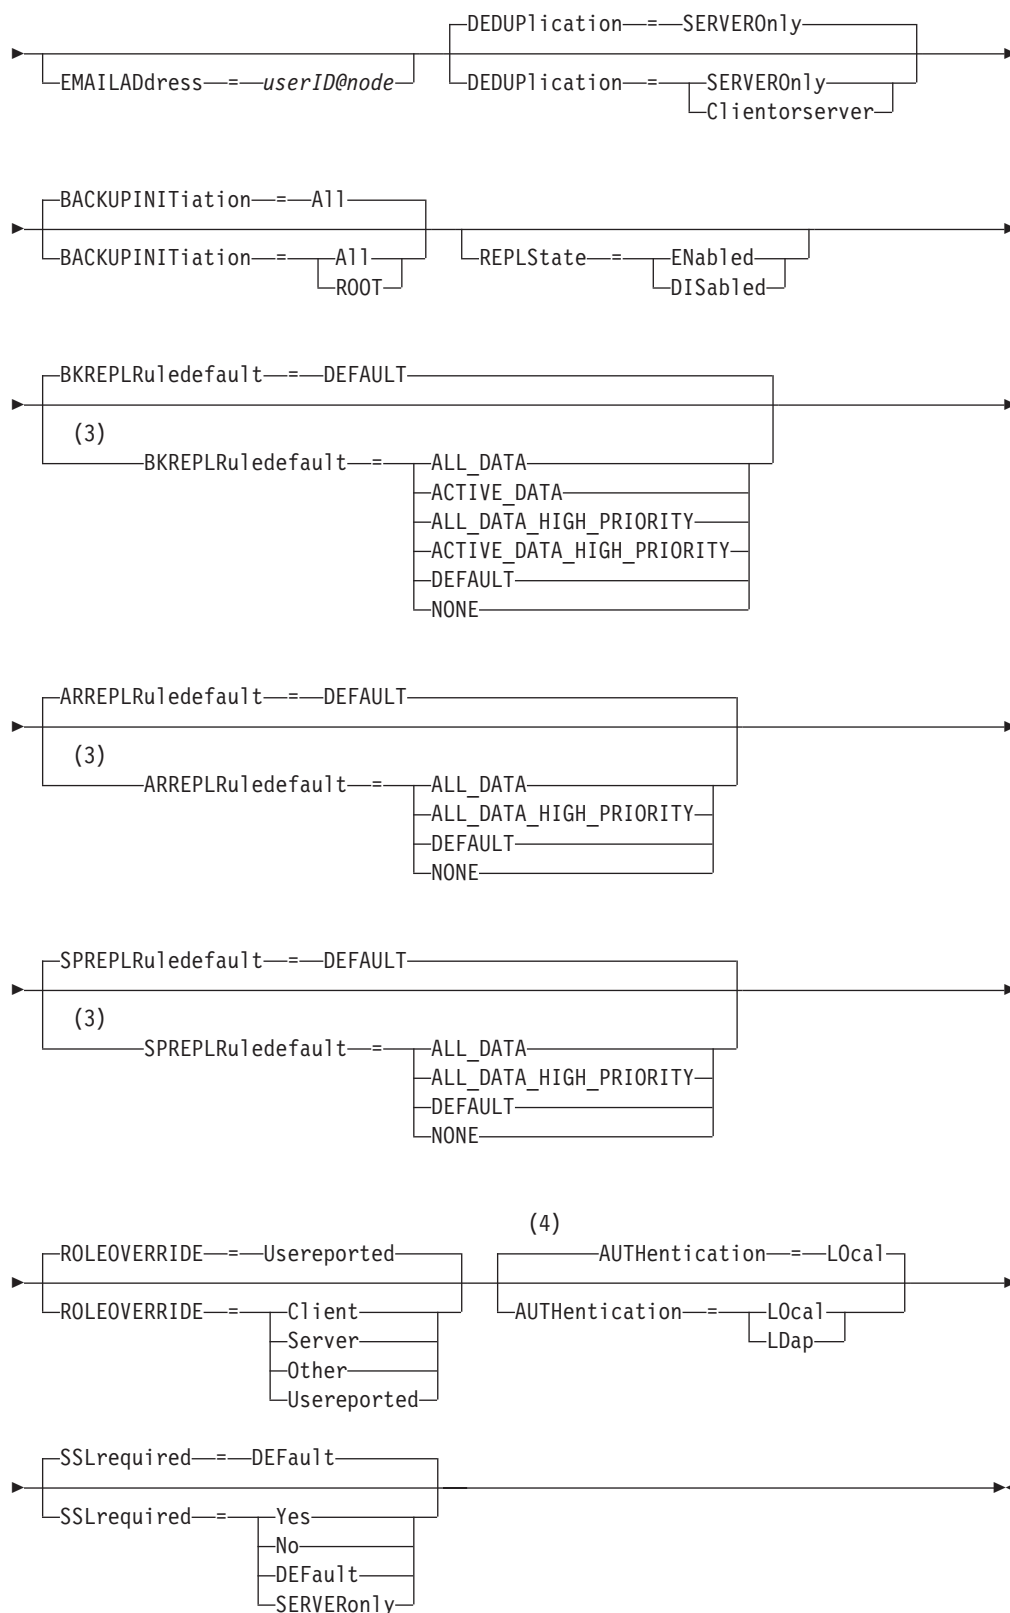 DEDUPlication = SERVEROnly
EMAILADdress = userID@node DEDUPlication = SERVEROnly
Clientorserver
BACKUPINITiation = All
BACKUPINITiation = All REPLState = ENabled
ROOT DISabled
BKREPLRuledefault = DEFAULT
(3)
BKREPLRuledefault = ALL_DATA
ACTIVE_DATA
ALL_DATA_HIGH_PRIORITY
ACTIVE_DATA_HIGH_PRIORITY
DEFAULT
NONE
ARREPLRuledefault = DEFAULT
(3)
ARREPLRuledefault = ALL_DATA
ALL_DATA_HIGH_PRIORITY
DEFAULT
NONE
SPREPLRuledefault = DEFAULT
(3)
SPREPLRuledefault = ALL_DATA
ALL_DATA_HIGH_PRIORITY
DEFAULT
NONE
(4)
ROLEOVERRIDE = Usereported AUTHentication = LOcal
ROLEOVERRIDE = Client AUTHentication = LOcal
Server LDap
Other
Usereported
SSLrequired = DEFault
SSLrequired = Yes
No
DEFault
SERVERonly